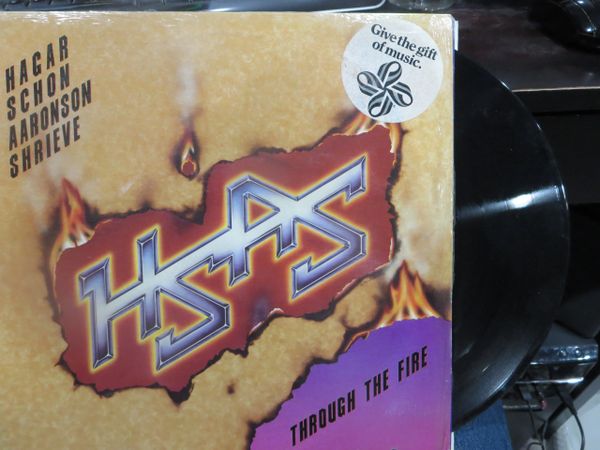 HAGAR
SCHON
AARONSON
SHRIEVE
Give the gift
of music.
HSAS
THROUGH THE FIRE